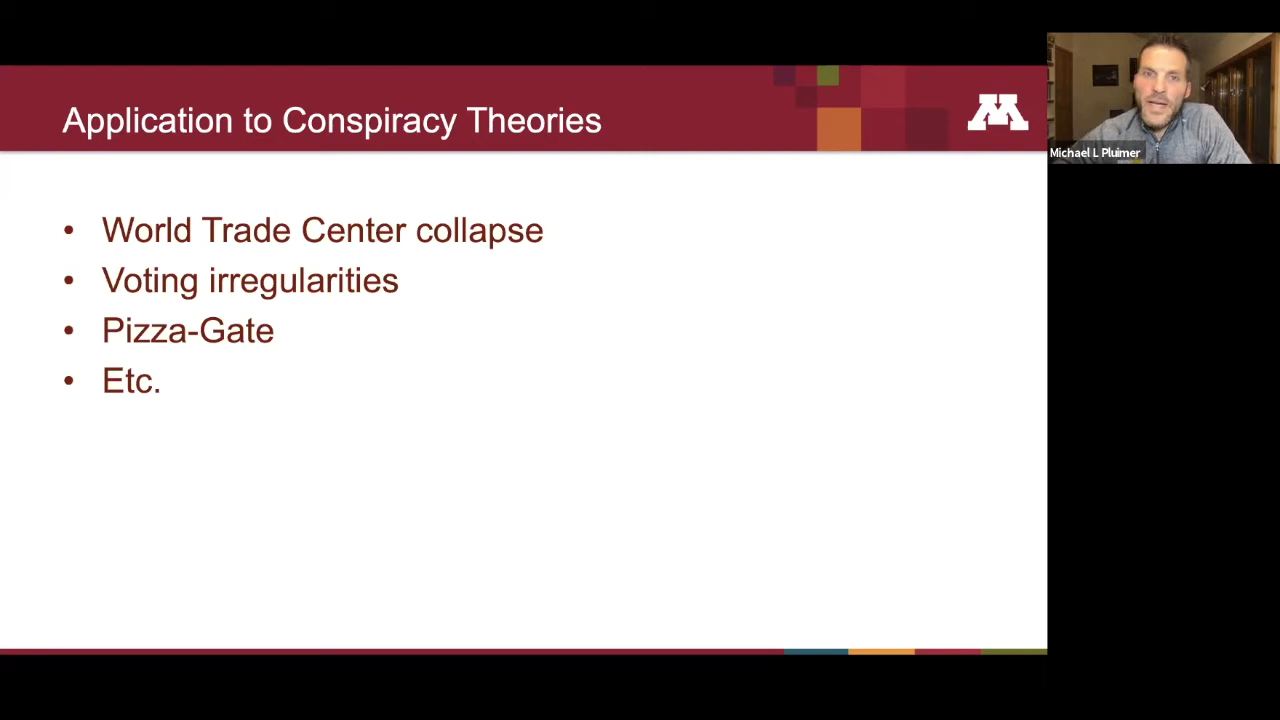 Application to Conspiracy Theories
M
Michael L Pluimer
• World Trade Center collapse
• Voting irregularities
• Pizza-Gate
• Etc.